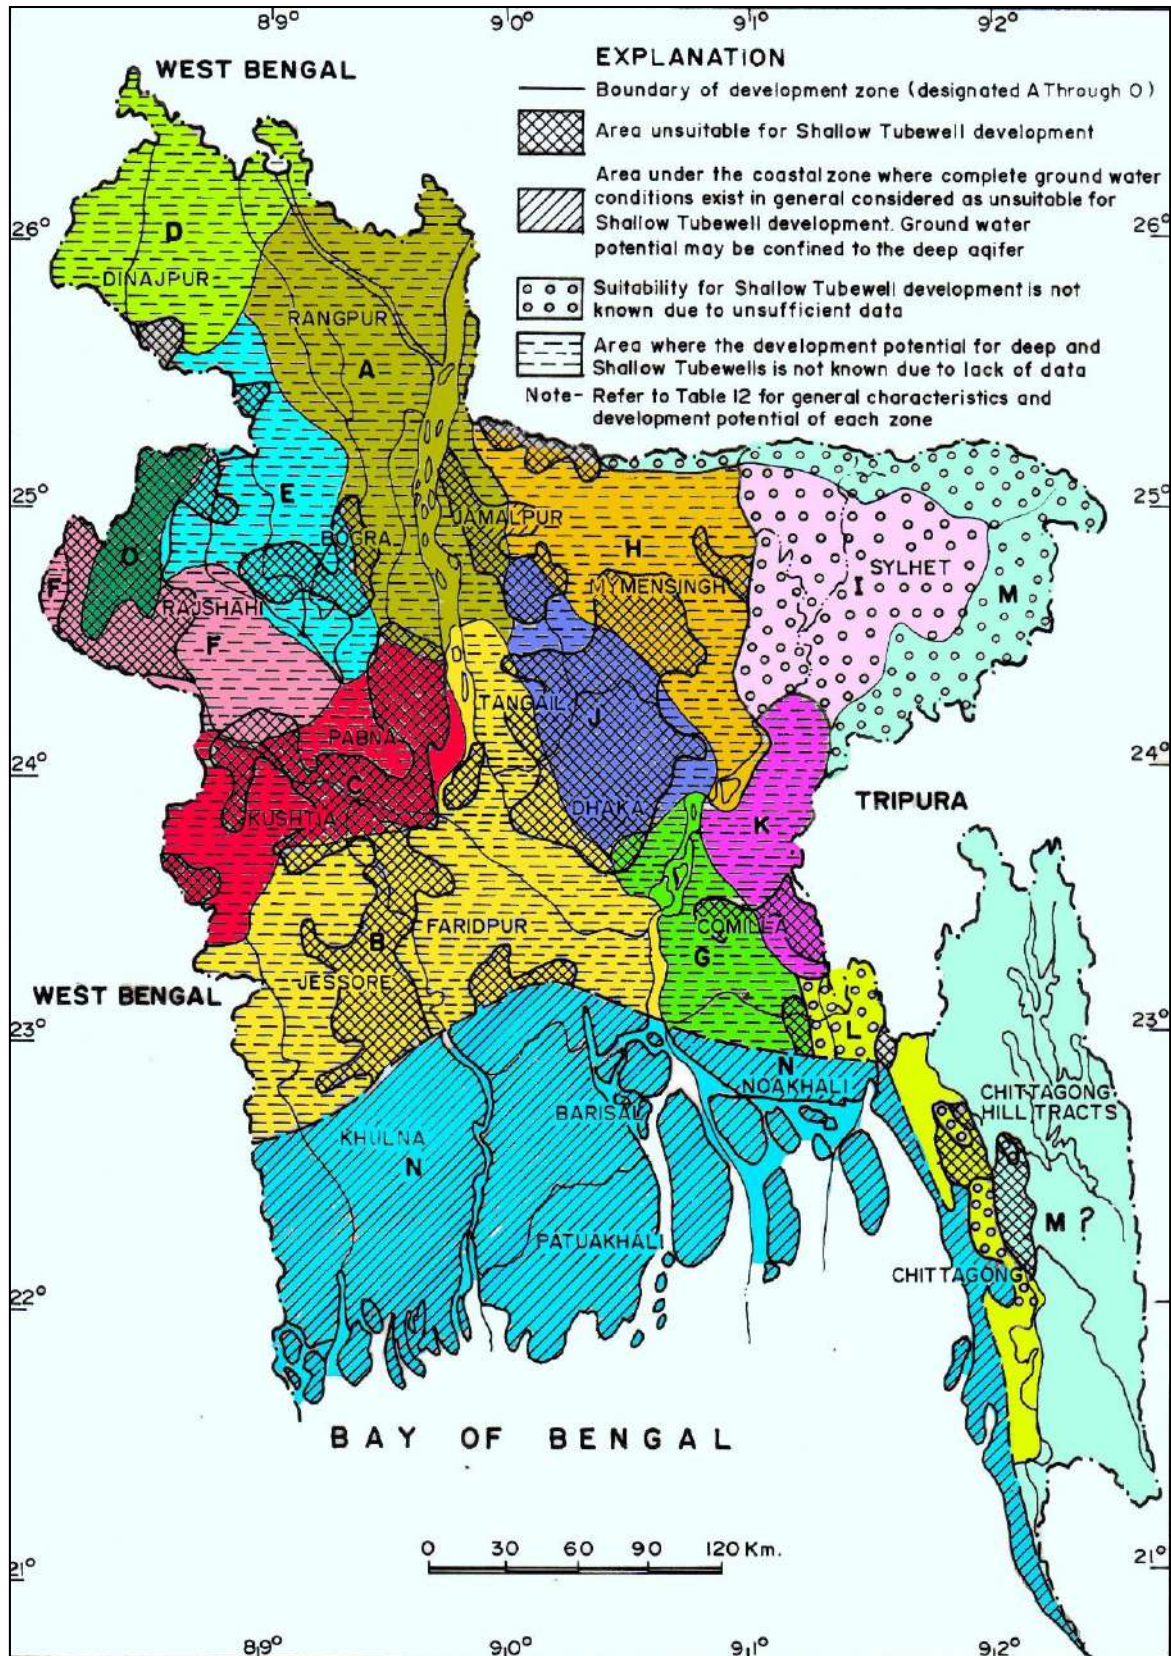 89° 90° 91° 92°
WEST BENGAL
EXPLANATION
Boundary of development zone (designated A Through O)
Area unsuitable for Shallow Tubewell development
Area under the coastal zone where complete ground water
conditions exist in general considered as unsuitable for
Shallow Tubewell development. Ground water
potential may be confined to the deep aqifer
Suitability for Shallow Tubewell development is not
known due to unsufficient data
Area where the development potential for deep and
Shallow Tubewells is not known due to lack of data
Note- Refer to Table 12 for general characteristics and
development potential of each zone
26° 26°
D
DINAJPUR
RANGPUR
A
25° 25°
E
JAMALPUR
BOGRA
H
O
SYLHET
F
MYMENSINGH
I
M
RAJSHAHI
F
TANGAIL
J
PABNA
24° 24°
C
DHAKA
TRIPURA
KUSHTIA
K
FARIDPUR
COMILLA
B
G
JESSORE
WEST BENGAL
23° 23°
L
N
NOAKHALI
CHITTAGONG
HILL TRACTS
BARISAL
KHULNA
N
M ?
PATUAKHALI
CHITTAGONG
22° 22°
BAY OF BENGAL
0 30 60 90 120 Km.
21° 21°
89° 90° 91° 92°